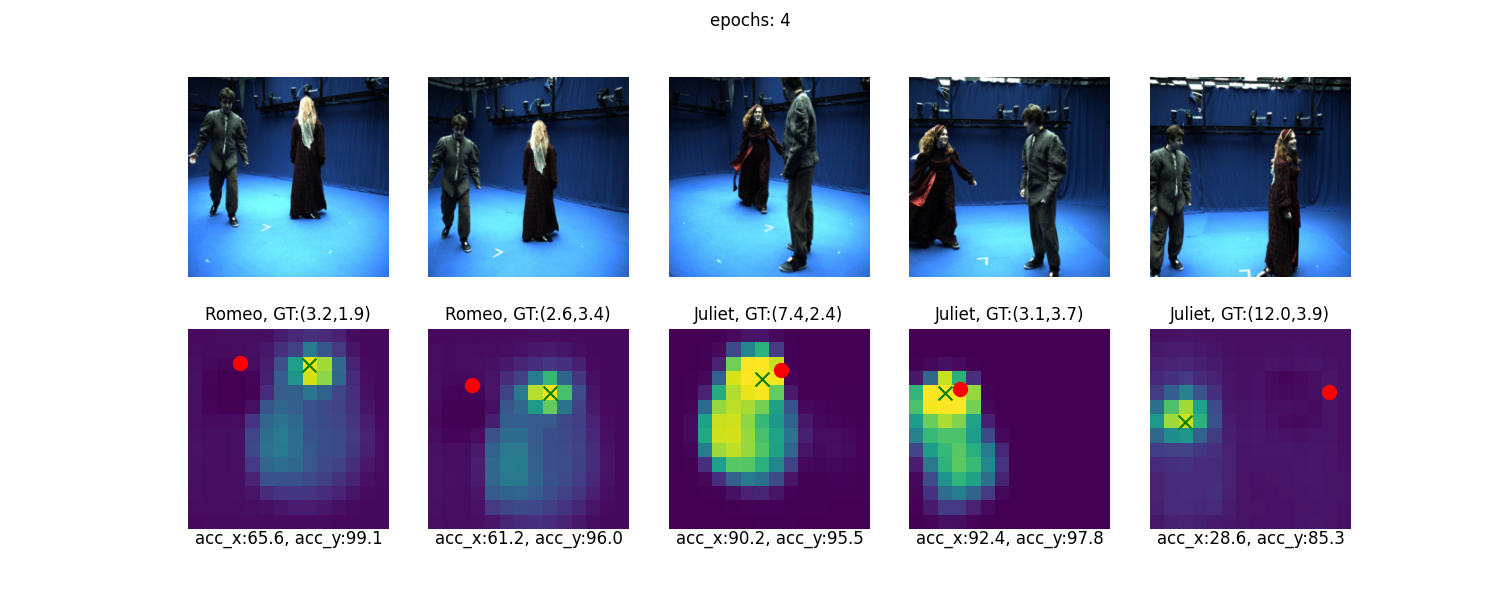 epochs: 4
Romeo, GT:(3.2,1.9)
Romeo, GT:(2.6,3.4)
Juliet, GT:(7.4,2.4)
Juliet, GT:(3.1,3.7)
Juliet, GT:(12.0,3.9)
acc_x:65.6, acc_y:99.1
acc_x:61.2, acc_y:96.0
acc_x:90.2, acc_y:95.5
acc_x:92.4, acc_y:97.8
acc_x:28.6, acc_y:85.3